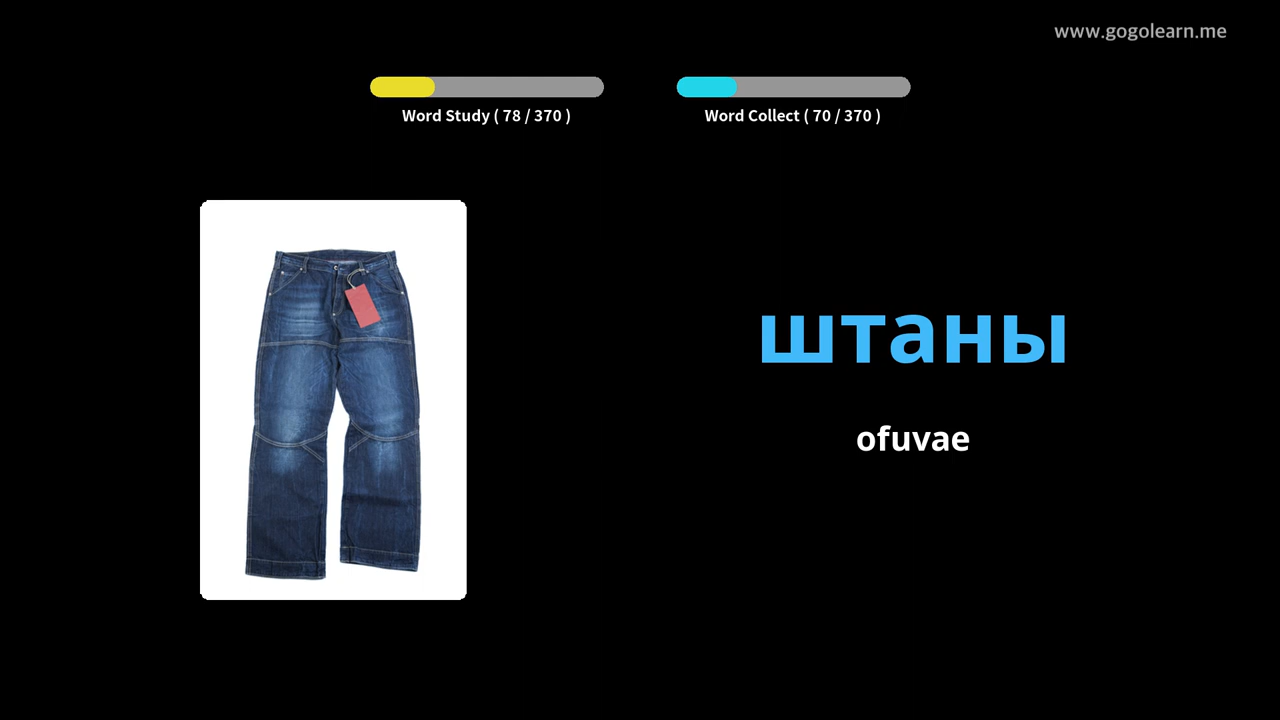 www.gogolearn.me
Word Study ( 78 / 370 )
Word Collect ( 70 / 370 )
штаны
ofuvae